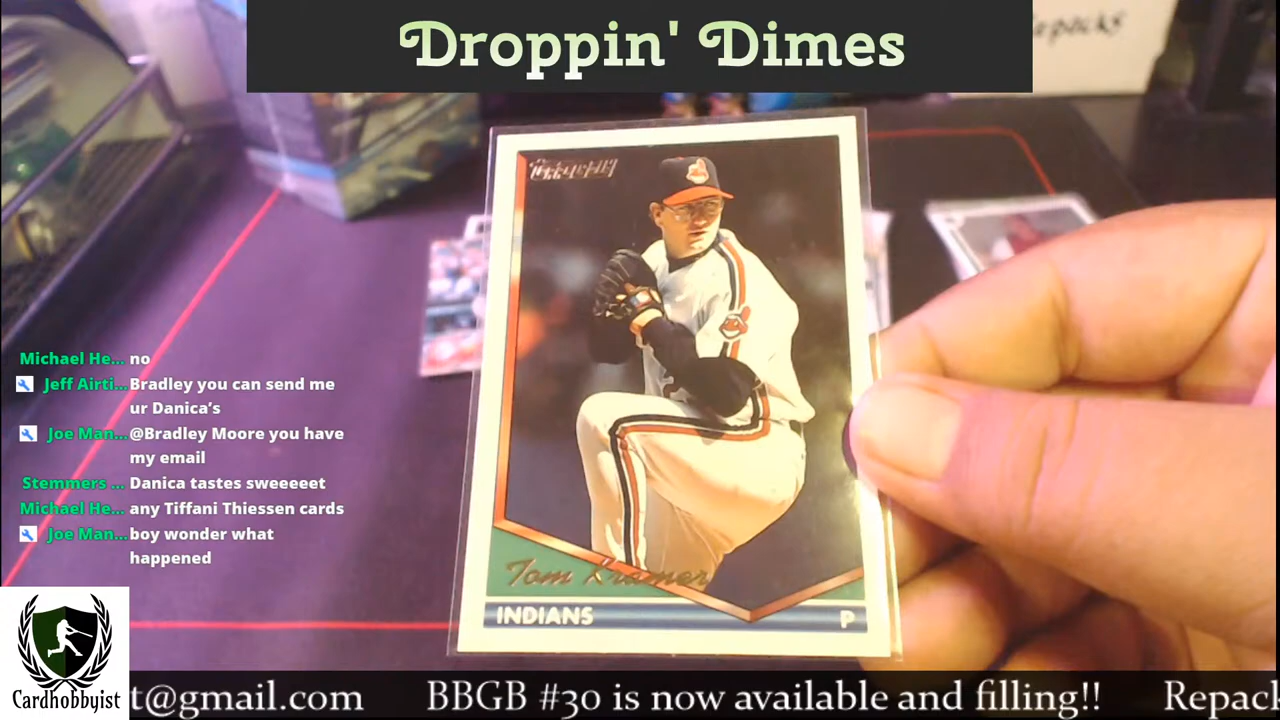 Droppin' Dimes
epacks
Tom Kramer
INDIANS
P
Michael He... no
Jeff Airti... Bradley you can send me
ur Danica's
Joe Man... @Bradley Moore you have
my email
Stemmers ... Danica tastes sweeeeet
Michael He... any Tiffani Thiessen cards
Joe Man... boy wonder what
happened
Cardhobbyist
t@gmail.com BBGB #30 is now available and filling!! Repack